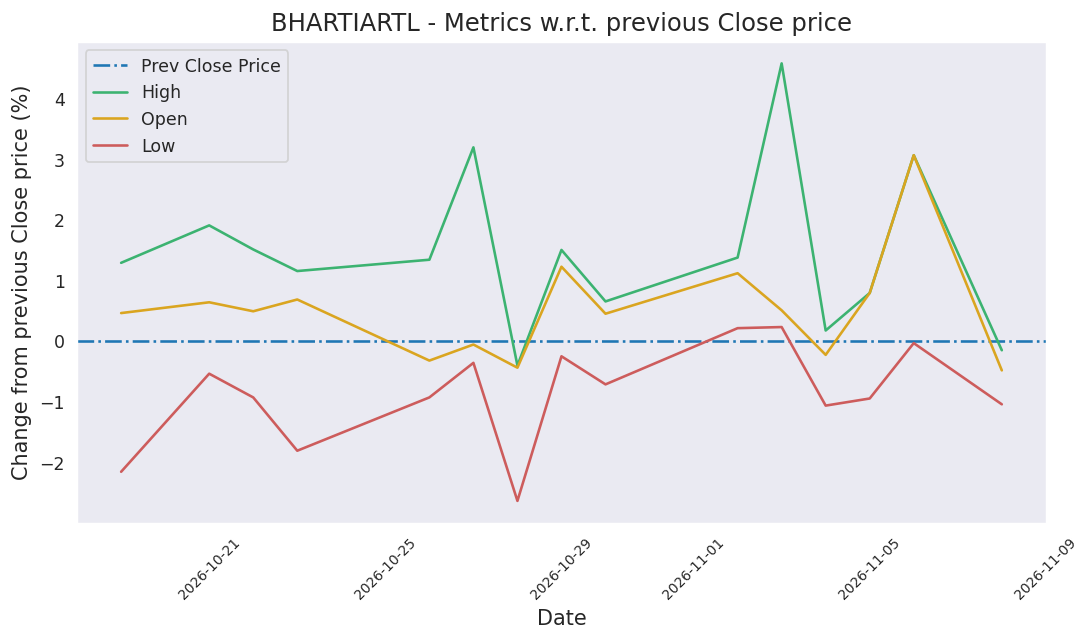 BHARTIARTL - Metrics w.r.t. previous Close price
Prev Close Price
High
Open
Low
Change from previous Close price (%)
4
3
2
1
0
−1
−2
2026-10-21
2026-10-25
2026-10-29
2026-11-01
2026-11-05
2026-11-09
Date